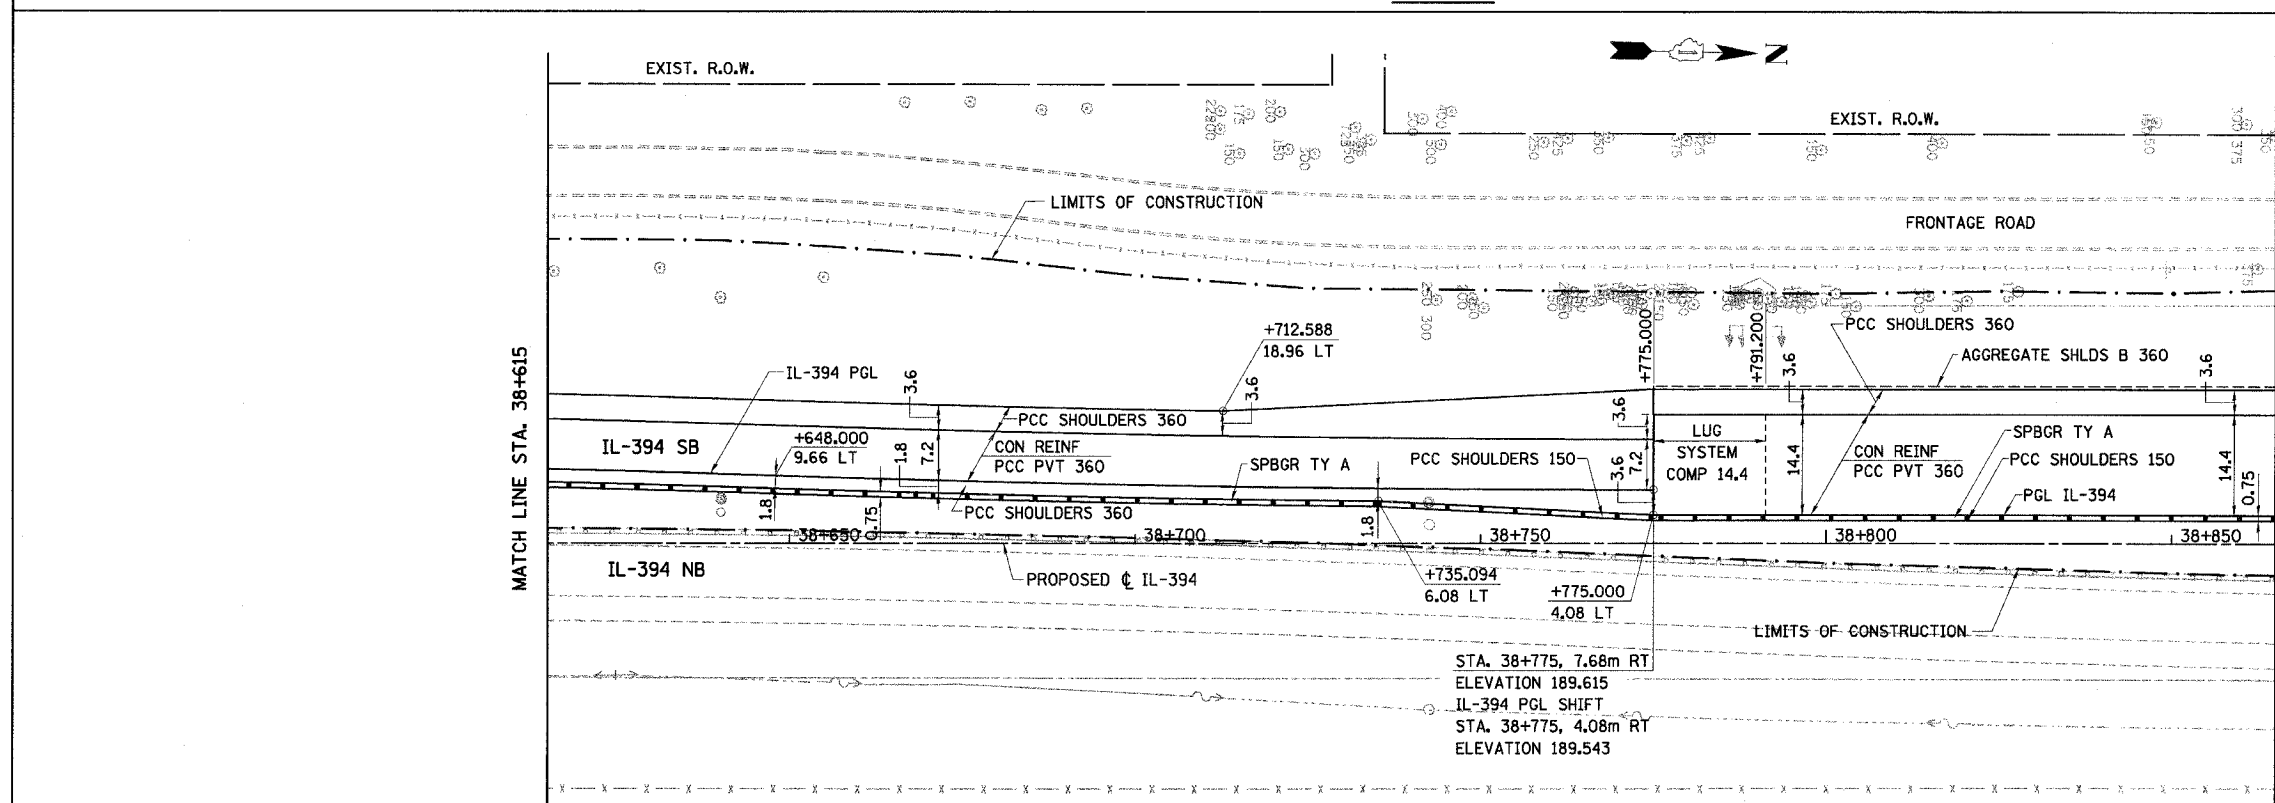 EXIST. R.O.W.
N
EXIST. R.O.W.
LIMITS OF CONSTRUCTION
FRONTAGE ROAD
+712.588
18.96 LT
+775.000
+791.200
PCC SHOULDERS 360
AGGREGATE SHLDS B 360
MATCH LINE STA. 38+615
IL-394 PGL
3.6
3.6
3.6
3.6
3.6
PCC SHOULDERS 360
IL-394 SB
+648.000
9.66 LT
1.8
7.2
CON REINF
PCC PVT 360
SPBGR TY A
PCC SHOULDERS 150
3.6
7.2
LUG
SYSTEM
COMP 14.4
14.4
CON REINF
PCC PVT 360
SPBGR TY A
PCC SHOULDERS 150
PGL IL-394
14.4
0.75
1.8
0.75
PCC SHOULDERS 360
1.8
38+650
38+700
38+750
38+800
38+850
IL-394 NB
PROPOSED ℄ IL-394
+735.094
6.08 LT
+775.000
4.08 LT
LIMITS OF CONSTRUCTION
STA. 38+775, 7.68m RT
ELEVATION 189.615
IL-394 PGL SHIFT
STA. 38+775, 4.08m RT
ELEVATION 189.543